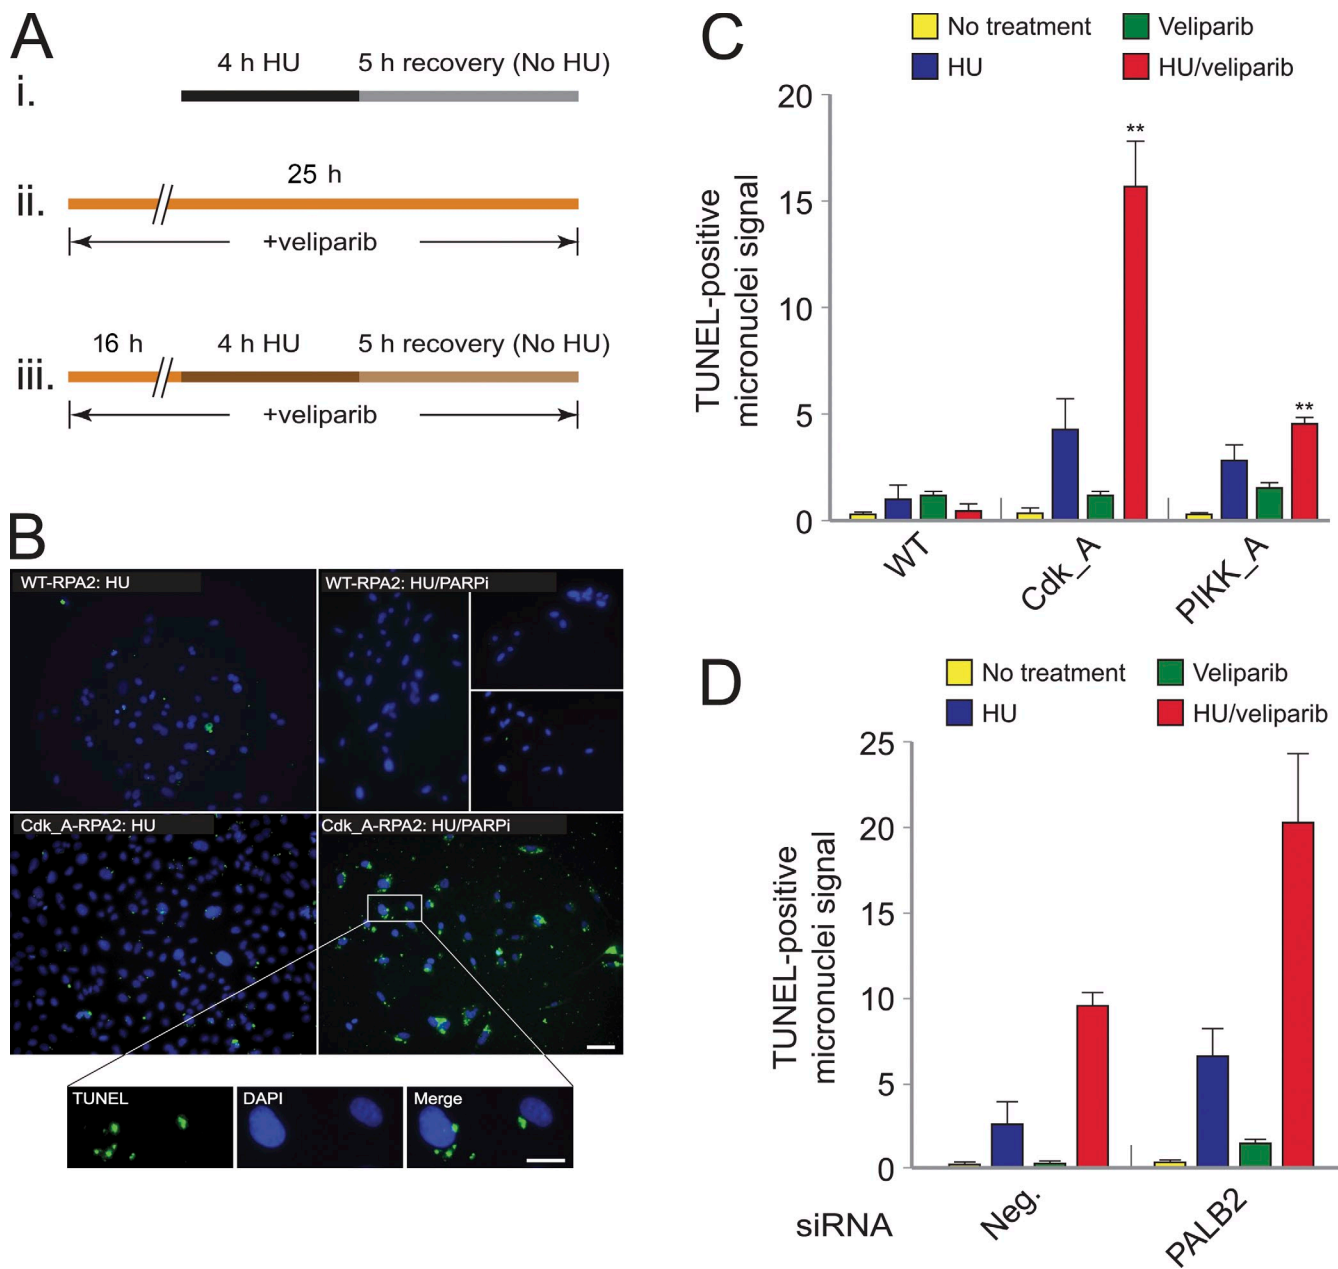 A
i.
4 h HU
5 h recovery (No HU)
ii.
25 h
+veliparib
iii.
16 h
4 h HU
5 h recovery (No HU)
+veliparib
B
WT-RPA2: HU
WT-RPA2: HU/PARPi
Cdk_A-RPA2: HU
Cdk_A-RPA2: HU/PARPi
TUNEL
DAPI
Merge
C
No treatment
Veliparib
HU
HU/veliparib
TUNEL-positive
micronuclei signal
20
15
10
5
0
**
**
WT
Cdk_A
PIKK_A
D
No treatment
Veliparib
HU
HU/veliparib
TUNEL-positive
micronuclei signal
25
20
15
10
5
0
siRNA
Neg.
PALB2